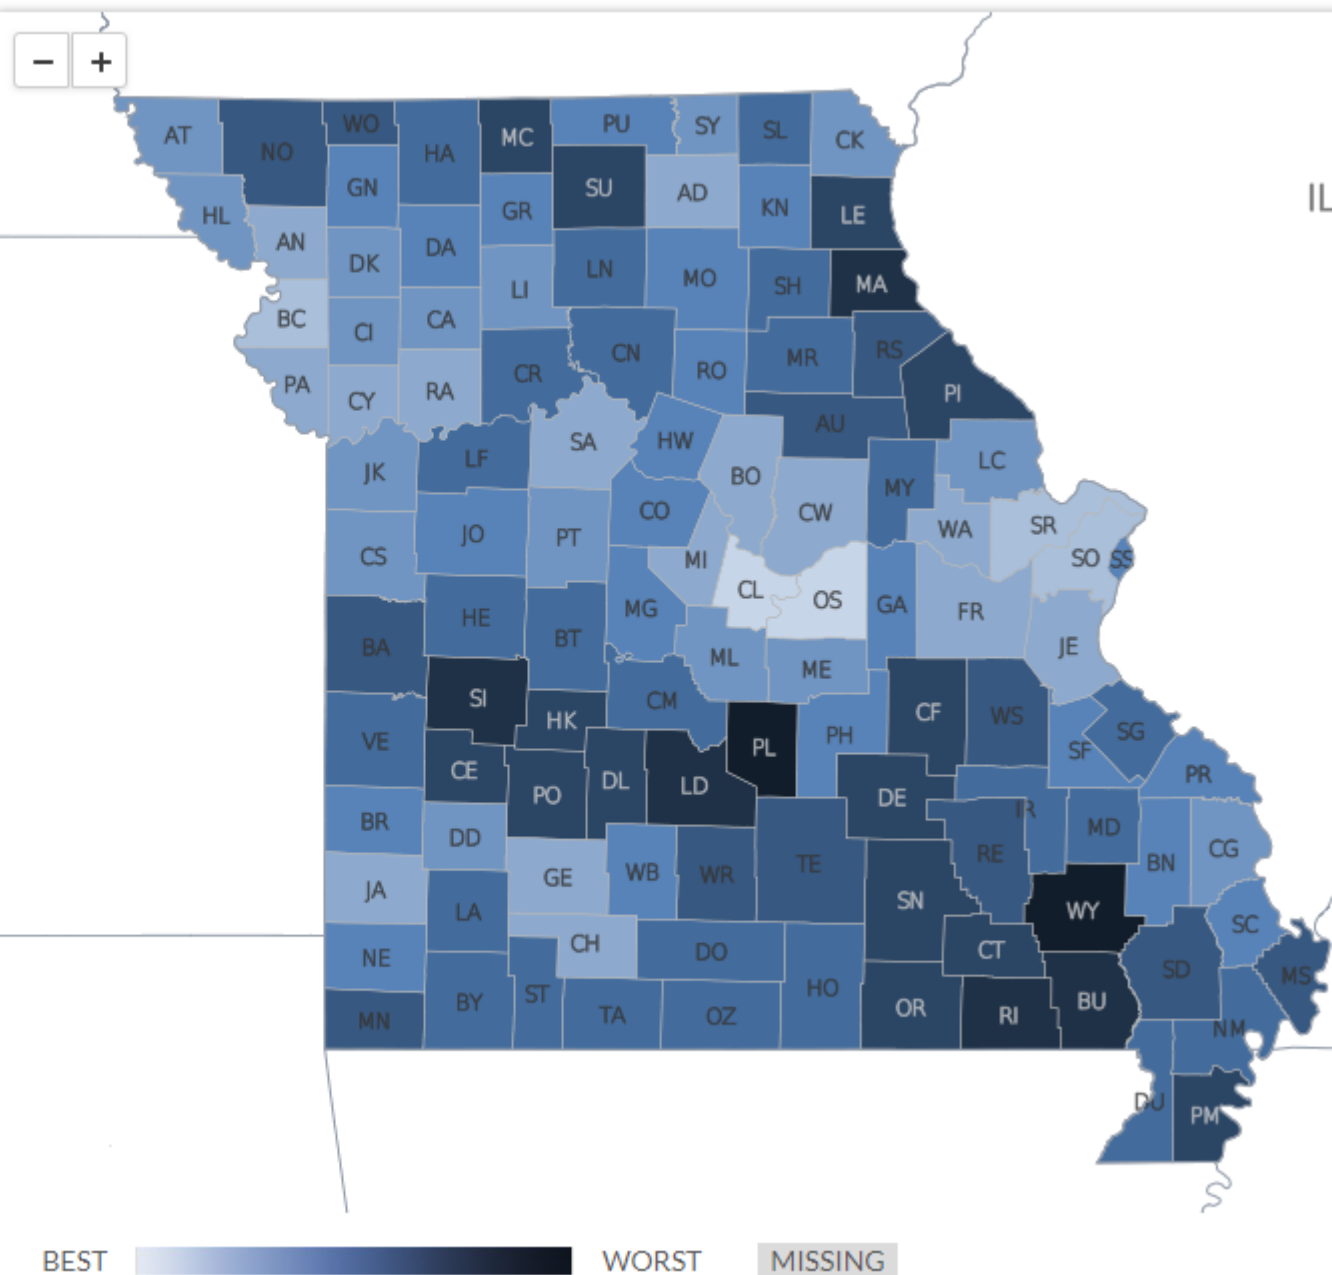 − +
IL
AT NO WO HA MC PU SY SL CK
HL GN GR SU AD KN LE
AN DK DA LI LN MO SH MA
BC CI CA CR CN RO MR RS PI
PA CY RA SA HW AU
JK LF BO CW MY LC
CS JO PT CO MI WA SR SO SS
BA HE BT MG CL OS GA FR JE
SI HK CM ML ME CF WS SG
VE CE PO DL LD PL PH DE SF PR
BR DD GE WB WR TE IR RE MD BN CG
JA LA CH DO SN WY SC
NE BY ST TA OZ HO CT SD MS
MN OR RI BU NM
DU PM
BEST WORST MISSING